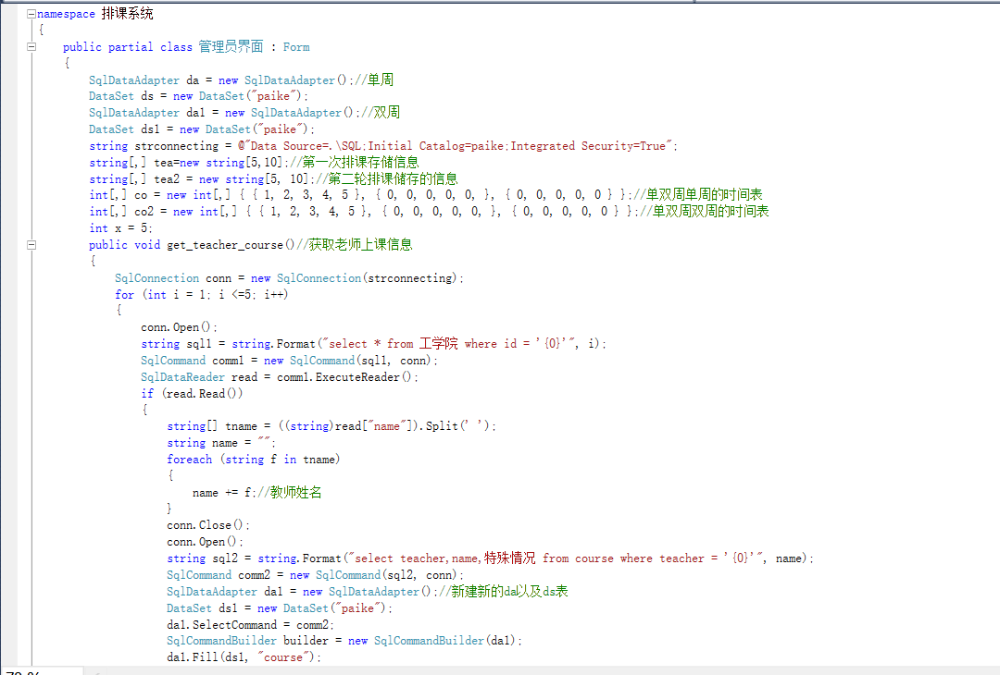 namespace 排课系统
{
public partial class 管理员界面 : Form
{
SqlDataAdapter da = new SqlDataAdapter();//单周
DataSet ds = new DataSet("paike");
SqlDataAdapter da1 = new SqlDataAdapter();//双周
DataSet ds1 = new DataSet("paike");
string strconnecting = @"Data Source=.\SQL;Initial Catalog=paike;Integrated Security=True";
string[,] tea=new string[5,10];//第一次排课存储信息
string[,] tea2 = new string[5, 10];//第二轮排课储存的信息
int[,] co = new int[,] { { 1, 2, 3, 4, 5 }, { 0, 0, 0, 0, 0, }, { 0, 0, 0, 0, 0 } };//单双周单周的时间表
int[,] co2 = new int[,] { { 1, 2, 3, 4, 5 }, { 0, 0, 0, 0, 0, }, { 0, 0, 0, 0, 0 } };//单双周双周的时间表
int x = 5;
public void get_teacher_course()//获取老师上课信息
{
SqlConnection conn = new SqlConnection(strconnecting);
for (int i = 1; i <=5; i++)
{
conn.Open();
string sql1 = string.Format("select * from 工学院 where id = '{0}'", i);
SqlCommand comm1 = new SqlCommand(sql1, conn);
SqlDataReader read = comm1.ExecuteReader();
if (read.Read())
{
string[] tname = ((string)read["name"]).Split(' ');
string name = "";
foreach (string f in tname)
{
name += f;//教师姓名
}
conn.Close();
conn.Open();
string sql2 = string.Format("select teacher,name,特殊情况 from course where teacher = '{0}'", name);
SqlCommand comm2 = new SqlCommand(sql2, conn);
SqlDataAdapter da1 = new SqlDataAdapter();//新建新的da以及ds表
DataSet ds1 = new DataSet("paike");
da1.SelectCommand = comm2;
SqlCommandBuilder builder = new SqlCommandBuilder(da1);
da1.Fill(ds1, "course");